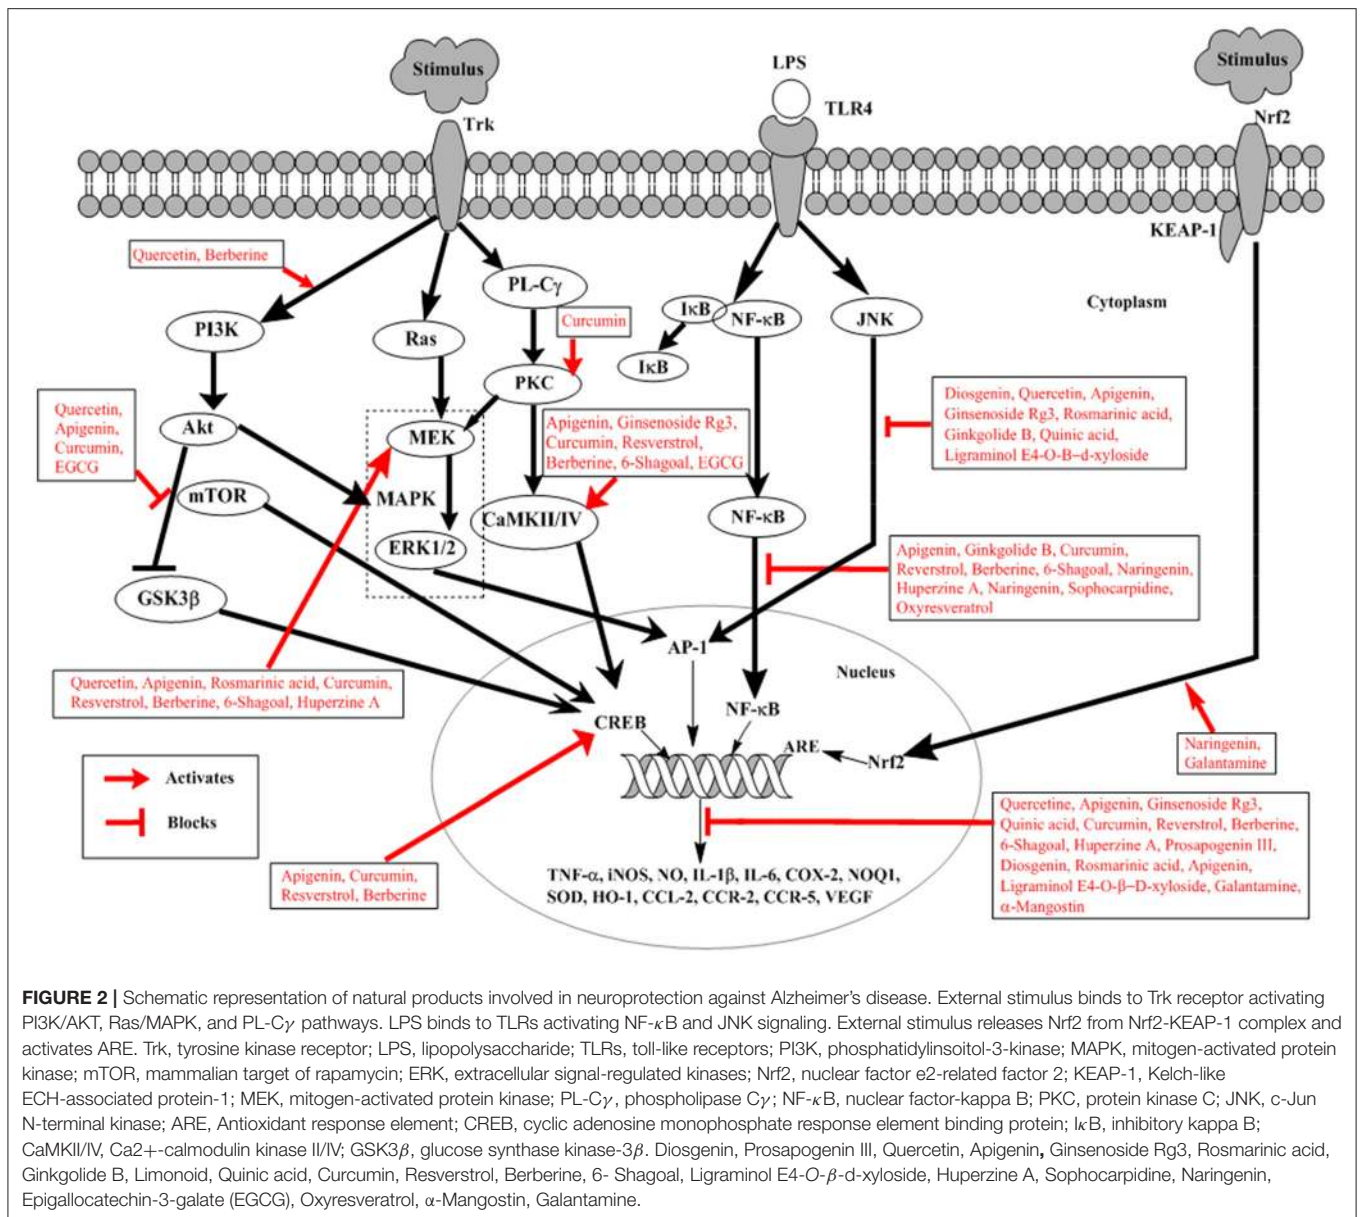 Stimulus
Trk
LPS
TLR4
Stimulus
Nrf2
KEAP-1
Quercetin, Berberine
PL-Cγ
Cytoplasm
PI3K
Ras
Curcumin
IκB
NF-κB
JNK
IκB
PKC
Quercetin,
Apigenin,
Curcumin,
EGCG
Akt
MEK
Apigenin, Ginsenoside Rg3,
Curcumin, Resverstrol,
Berberine, 6-Shagoal, EGCG
Diosgenin, Quercetin, Apigenin,
Ginsenoside Rg3, Rosmarinic acid,
Ginkgolide B, Quinic acid,
Ligraminol E4-O-B–d-xyloside
mTOR
MAPK
CaMKII/IV
NF-κB
ERK1/2
Apigenin, Ginkgolide B, Curcumin,
Reverstrol, Berberine, 6-Shagoal, Naringenin,
Huperzine A, Naringenin, Sophocarpidine,
Oxyresveratrol
GSK3β
AP-1
Nucleus
Quercetin, Apigenin, Rosmarinic acid, Curcumin,
Resverstrol, Berberine, 6-Shagoal, Huperzine A
CREB
NF-κB
ARE
Nrf2
Naringenin,
Galantamine
Activates
Blocks
Quercetine, Apigenin, Ginsenoside Rg3,
Quinic acid, Curcumin, Reverstrol, Berberine,
6-Shagoal, Huperzine A, Prosapogenin III,
Diosgenin, Rosmarinic acid, Apigenin,
Ligraminol E4-O-β–D-xyloside, Galantamine,
α-Mangostin
Apigenin, Curcumin,
Resverstrol, Berberine
TNF-α, iNOS, NO, IL-1β, IL-6, COX-2, NOQ1,
SOD, HO-1, CCL-2, CCR-2, CCR-5, VEGF
FIGURE 2 | Schematic representation of natural products involved in neuroprotection against Alzheimer's disease. External stimulus binds to Trk receptor activating
PI3K/AKT, Ras/MAPK, and PL-Cγ pathways. LPS binds to TLRs activating NF-κB and JNK signaling. External stimulus releases Nrf2 from Nrf2-KEAP-1 complex and
activates ARE. Trk, tyrosine kinase receptor; LPS, lipopolysaccharide; TLRs, toll-like receptors; PI3K, phosphatidylinsoitol-3-kinase; MAPK, mitogen-activated protein
kinase; mTOR, mammalian target of rapamycin; ERK, extracellular signal-regulated kinases; Nrf2, nuclear factor e2-related factor 2; KEAP-1, Kelch-like
ECH-associated protein-1; MEK, mitogen-activated protein kinase; PL-Cγ, phospholipase Cγ; NF-κB, nuclear factor-kappa B; PKC, protein kinase C; JNK, c-Jun
N-terminal kinase; ARE, Antioxidant response element; CREB, cyclic adenosine monophosphate response element binding protein; IκB, inhibitory kappa B;
CaMKII/IV, Ca2+-calmodulin kinase II/IV; GSK3β, glucose synthase kinase-3β. Diosgenin, Prosapogenin III, Quercetin, Apigenin, Ginsenoside Rg3, Rosmarinic acid,
Ginkgolide B, Limonoid, Quinic acid, Curcumin, Resverstrol, Berberine, 6- Shagoal, Ligraminol E4-O-β-d-xyloside, Huperzine A, Sophocarpidine, Naringenin,
Epigallocatechin-3-galate (EGCG), Oxyresveratrol, α-Mangostin, Galantamine.